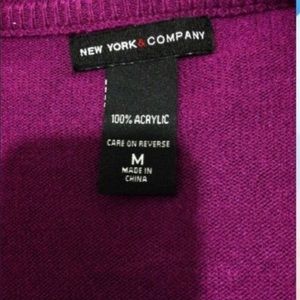 NEW YORK & COMPANY
100% ACRYLIC
CARE ON REVERSE
M
MADE IN
CHINA